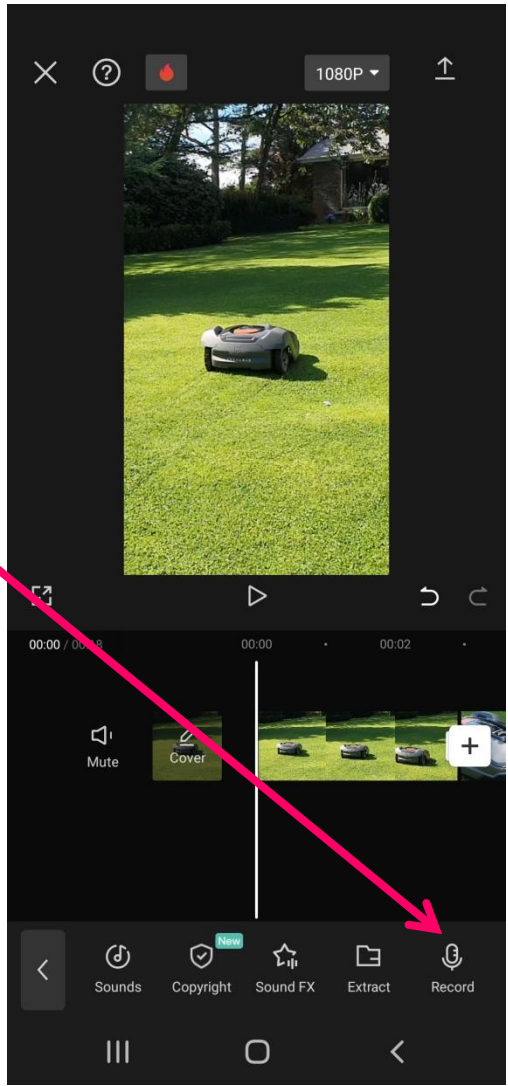 1080P
00:00 / 00:18
00:00
00:02
Mute
Cover
New
Sounds
Copyright
Sound FX
Extract
Record